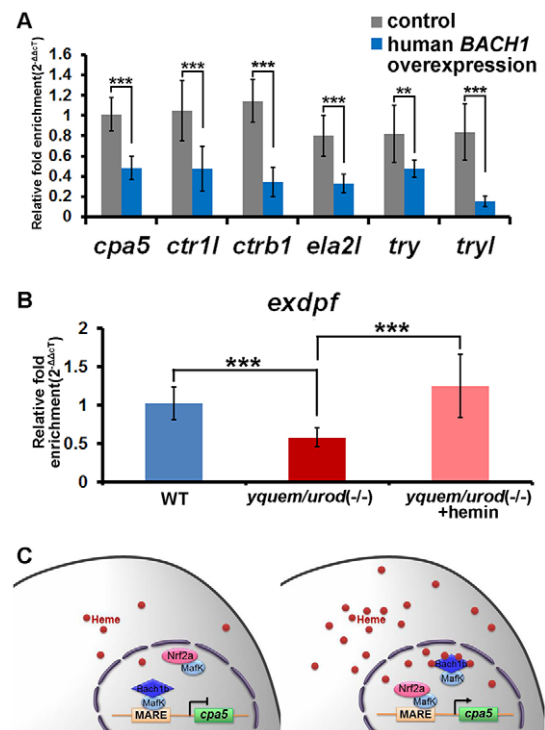 A
control
human BACH1
overexpression
Relative fold enrichment(2-ΔΔcT)
1.6
1.4
1.2
1
0.8
0.6
0.4
0.2
0
*** *** *** *** ** ***
cpa5 ctr1l ctrb1 ela2l try tryl
B
exdpf
Relative fold
enrichment(2-ΔΔcT)
2
1.5
1
0.5
0
***
***
WT yquem/urod(-/-) yquem/urod(-/-)
+hemin
C
Heme
Nrf2a
MafK
Bach1b
MafK
MARE cpa5
Heme
Bach1b
MafK
Nrf2a
MafK
MARE cpa5